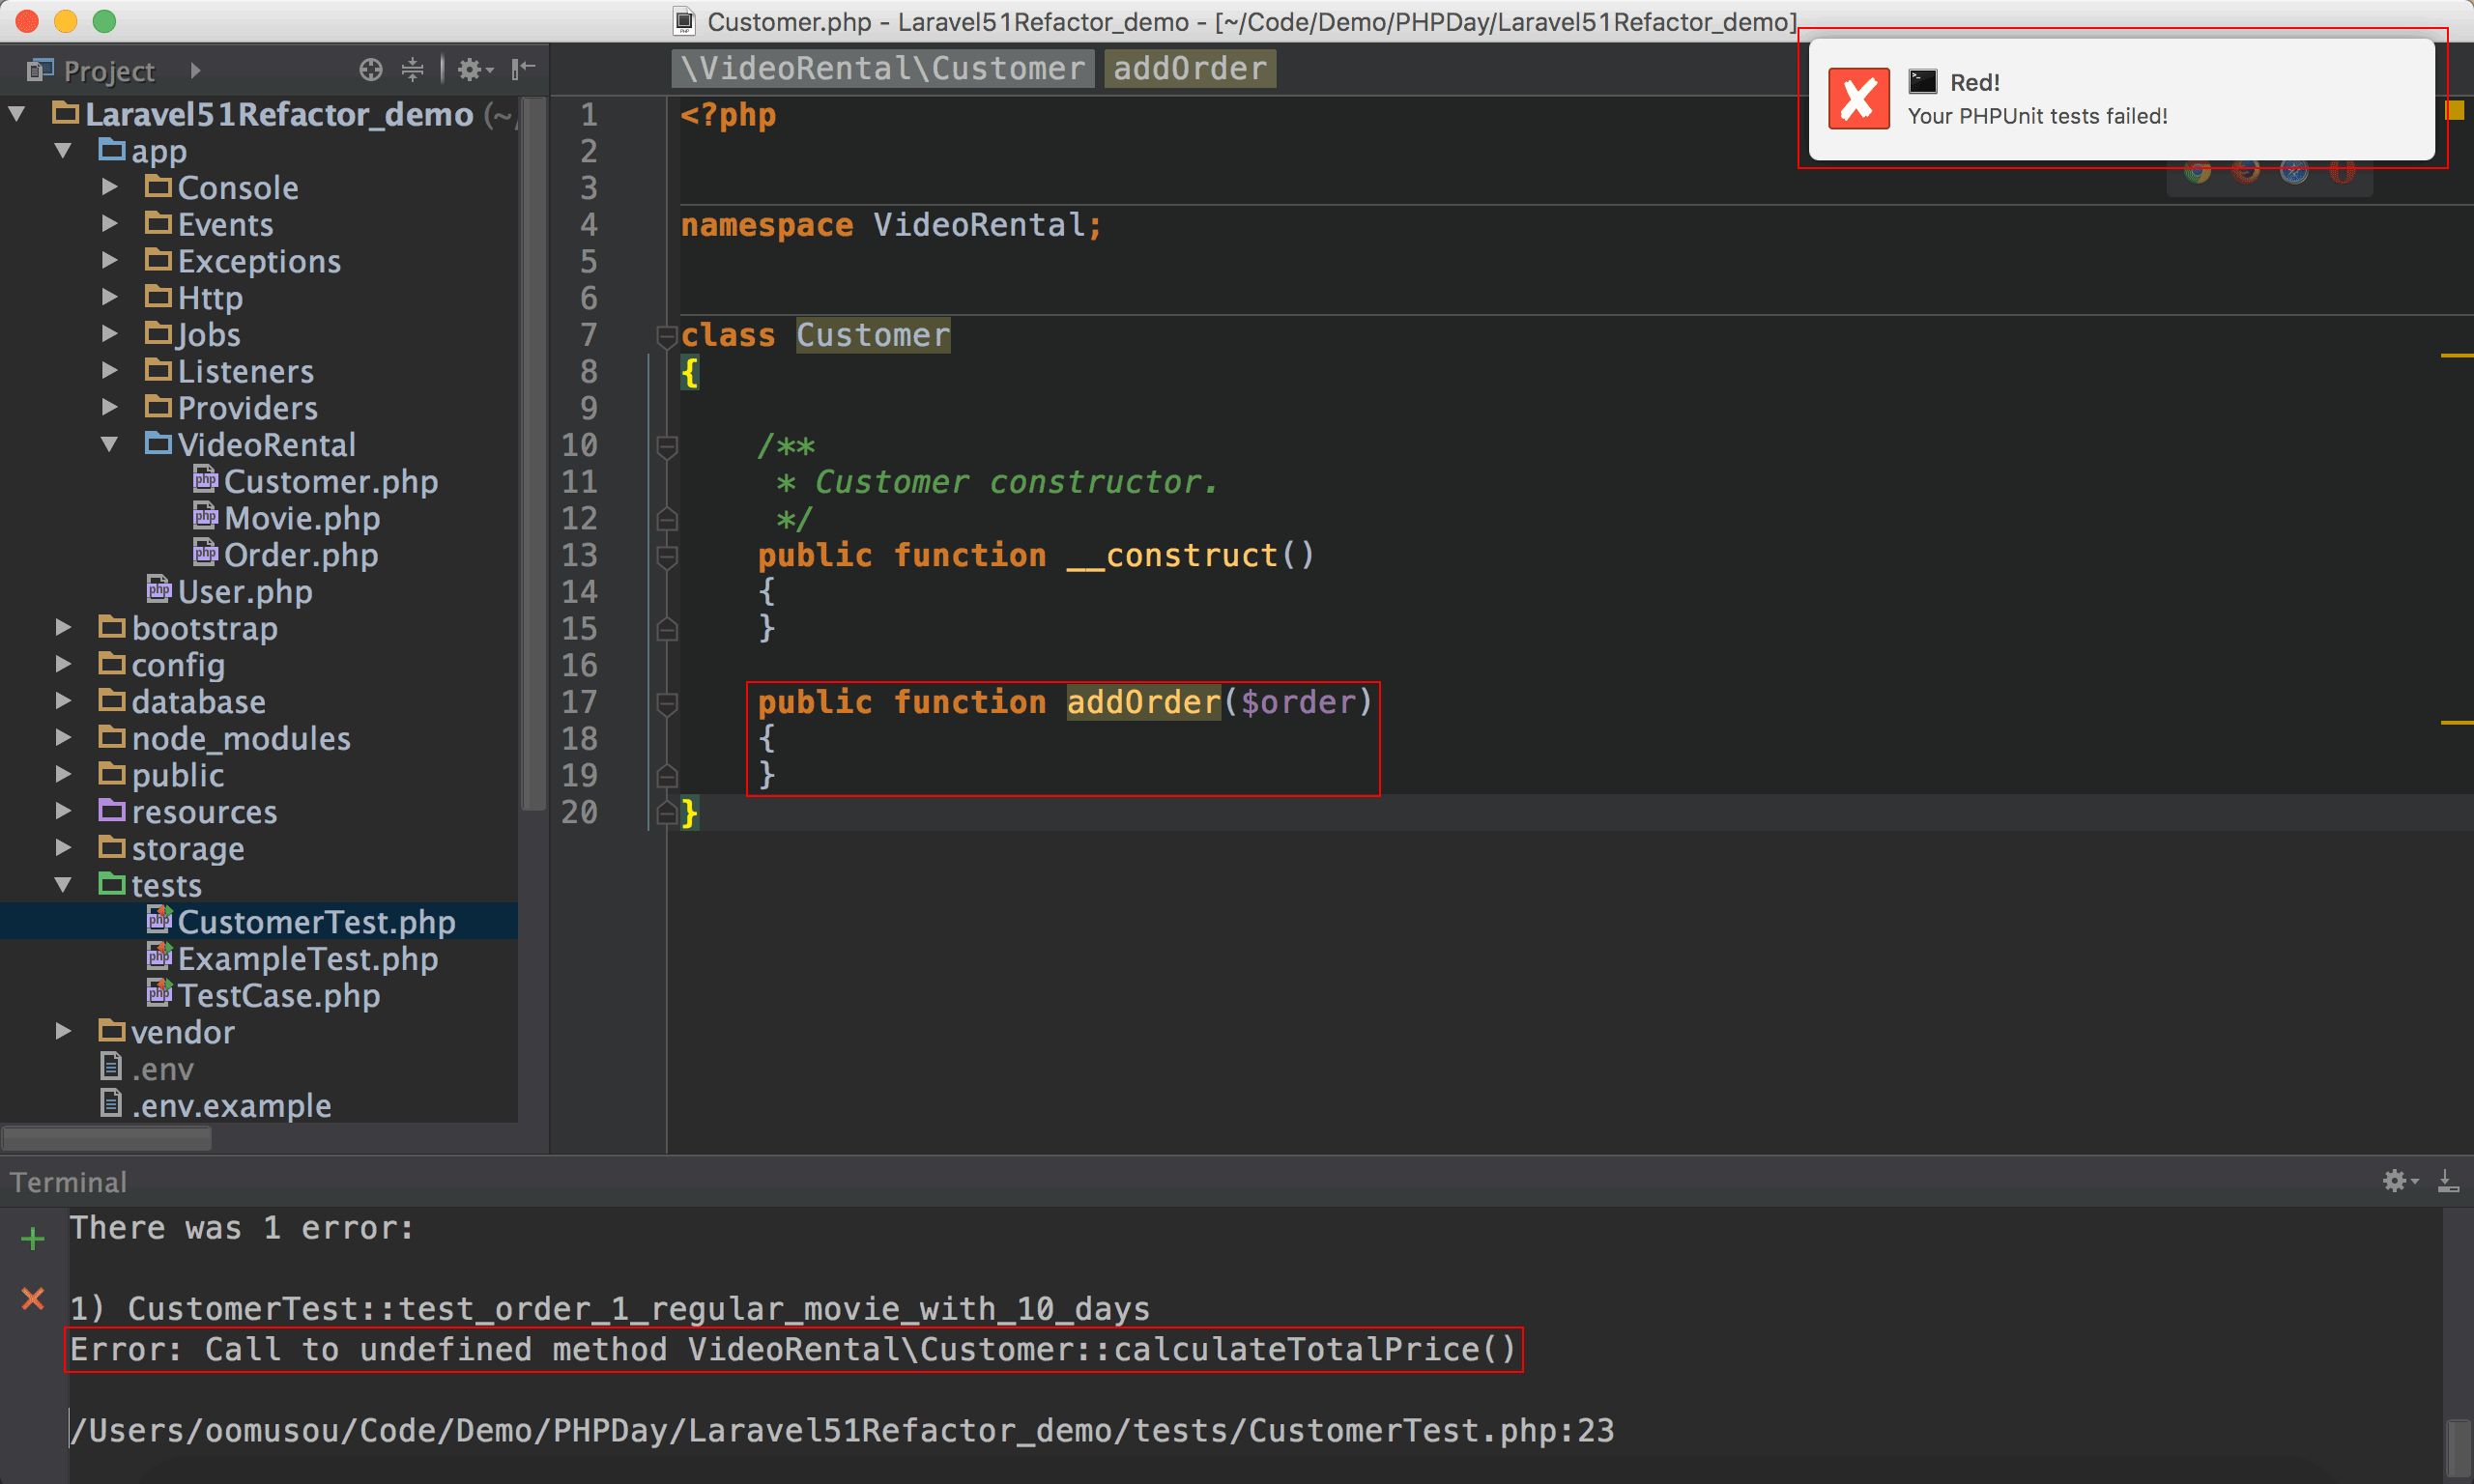 Customer.php - Laravel51Refactor_demo - [~/Code/Demo/PHPDay/Laravel51Refactor_demo]
Project
\VideoRental\Customer addOrder
Red!
Your PHPUnit tests failed!
Laravel51Refactor_demo (~/
app
Console
Events
Exceptions
Http
Jobs
Listeners
Providers
VideoRental
Customer.php
Movie.php
Order.php
User.php
bootstrap
config
database
node_modules
public
resources
storage
tests
CustomerTest.php
ExampleTest.php
TestCase.php
vendor
.env
.env.example
1 <?php
2
3
4 namespace VideoRental;
5
6
7 class Customer
8 {
9
10 /**
11 * Customer constructor.
12 */
13 public function __construct()
14 {
15 }
16
17 public function addOrder($order)
18 {
19 }
20 }
Terminal
There was 1 error:
1) CustomerTest::test_order_1_regular_movie_with_10_days
Error: Call to undefined method VideoRental\Customer::calculateTotalPrice()
/Users/oomusou/Code/Demo/PHPDay/Laravel51Refactor_demo/tests/CustomerTest.php:23